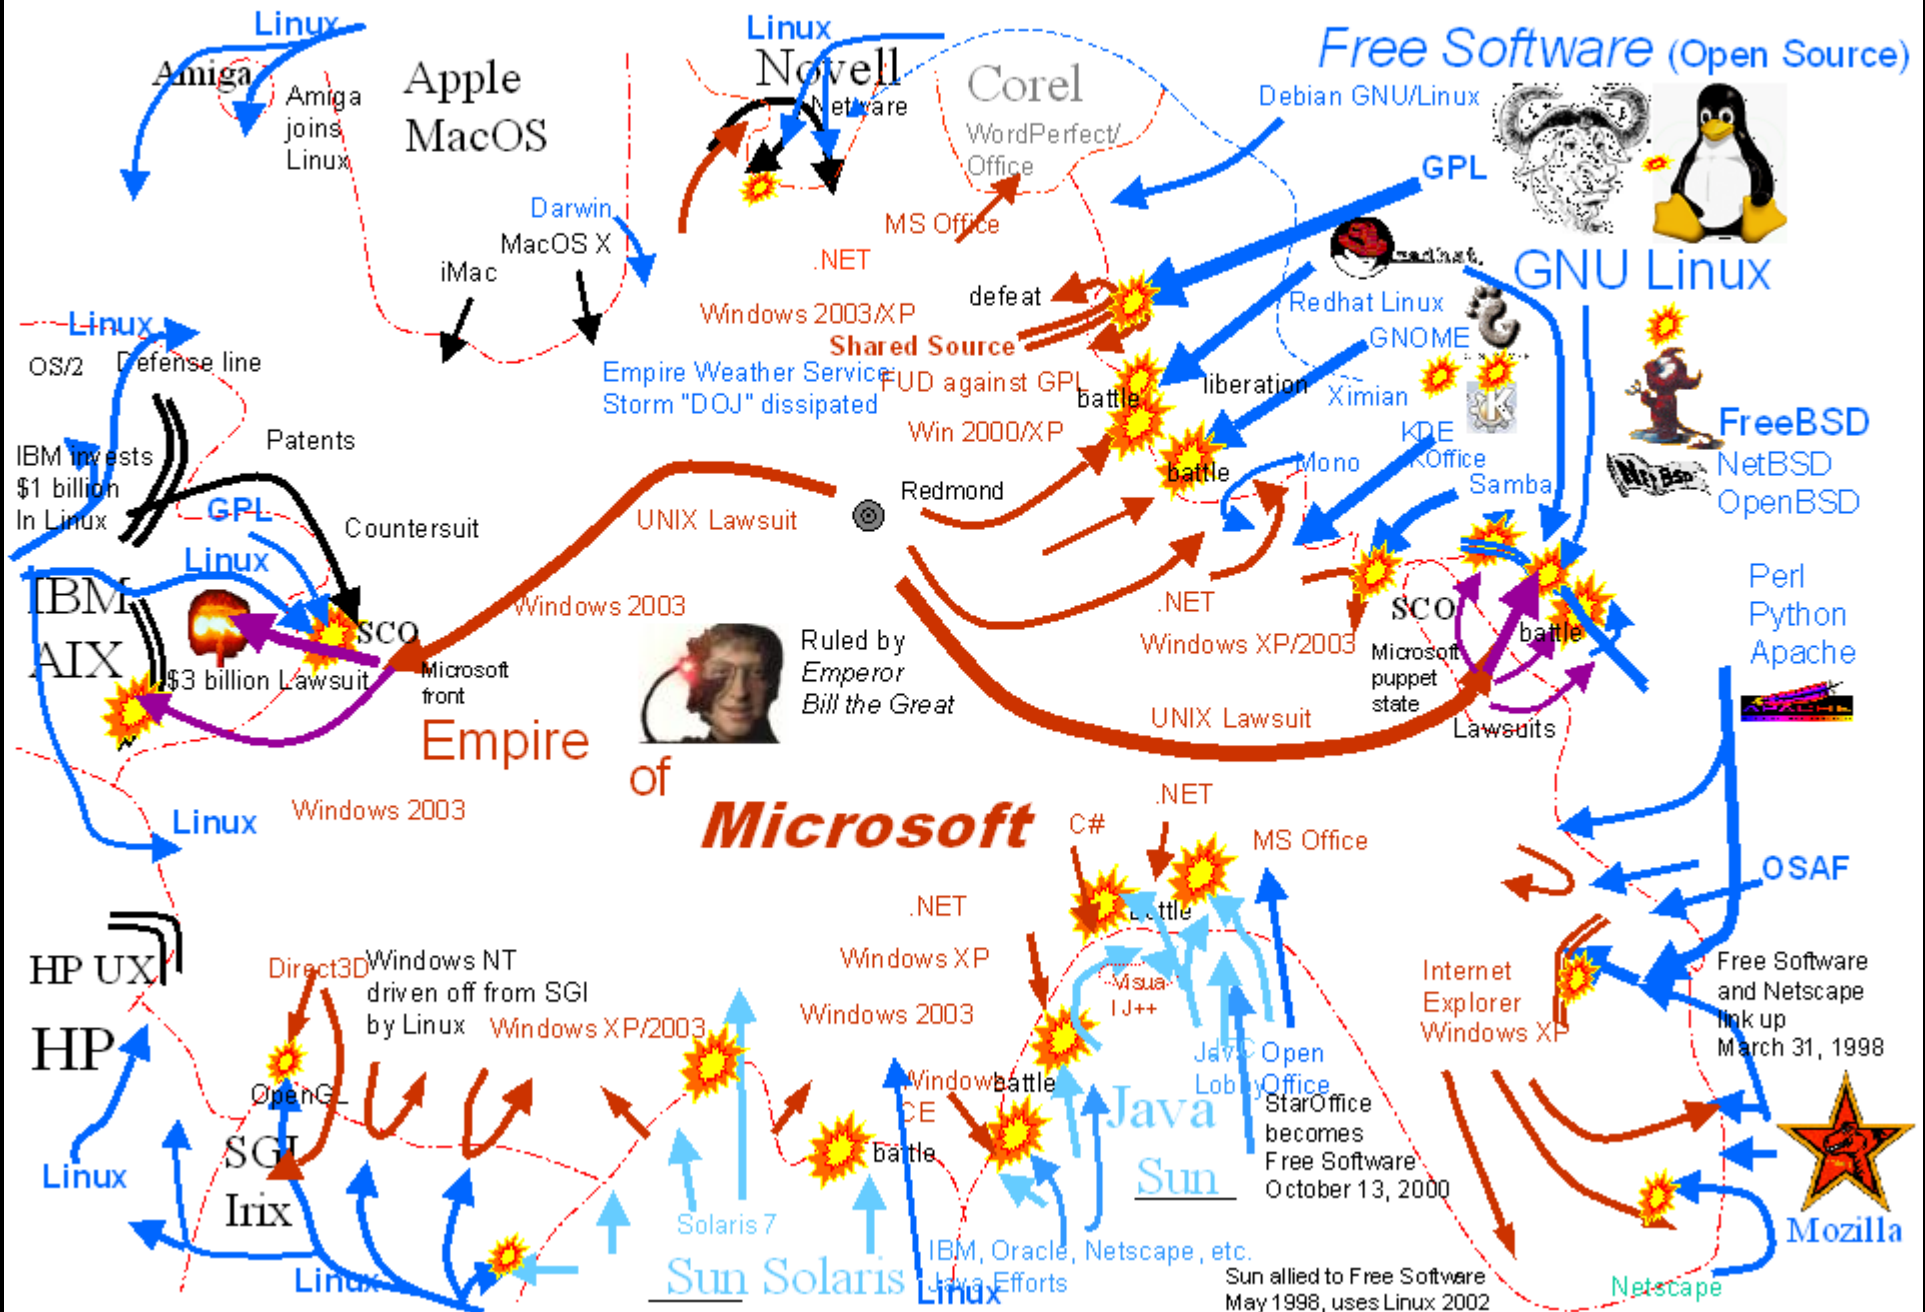 Linux
Linux
Free Software (Open Source)
Amiga
Amiga
joins
Linux
Apple
MacOS
Novell
Netware
Corel
WordPerfect/
Office
Debian GNU/Linux
GPL
Darwin
MacOS X
iMac
MS Office
.NET
defeat
redhat.
Redhat Linux
GNU Linux
Windows 2003/XP
Shared Source
GNOME
Linux
OS/2
Defense line
Empire Weather Service:
Storm "DOJ" dissipated
FUD against GPL
battle
liberation
Ximian
Win 2000/XP
KDE
KOffice
FreeBSD
NetBSD
OpenBSD
NetBSD
Patents
IBM invests
$1 billion
In Linux
GPL
Countersuit
Linux
UNIX Lawsuit
Redmond
battle
Mono
Samba
IBM
AIX
SCO
$3 billion Lawsuit
Microsoft
front
Windows 2003
Ruled by
Emperor
Bill the Great
.NET
Windows XP/2003
SCO
Microsoft
puppet
state
battle
Lawsuits
UNIX Lawsuit
Perl
Python
Apache
APACHE
Empire
of
Microsoft
Windows 2003
Linux
.NET
C#
MS Office
OSAF
.NET
battle
HP UX
HP
Direct3D
Windows NT
driven off from SGI
by Linux
Windows XP/2003
Windows XP
Windows 2003
Visual
J++
Internet
Explorer
Windows XP
Free Software
and Netscape
link up
March 31, 1998
OpenGL
SGI
Irix
Linux
Windows
CE
battle
battle
Java
Lobby
Open
Office
Java
Sun
StarOffice
becomes
Free Software
October 13, 2000
Mozilla
Solaris 7
Sun Solaris
IBM, Oracle, Netscape, etc.
Java Efforts
Linux
Linux
Sun allied to Free Software
May 1998, uses Linux 2002
Netscape